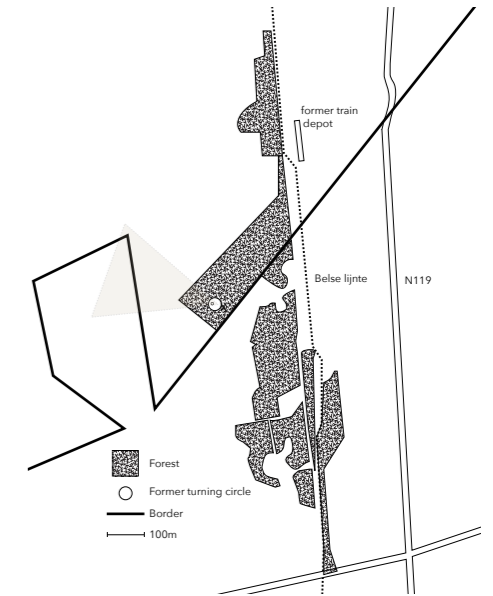 former train
depot
Belse lijnte
N119
Forest
Former turning circle
Border
100m